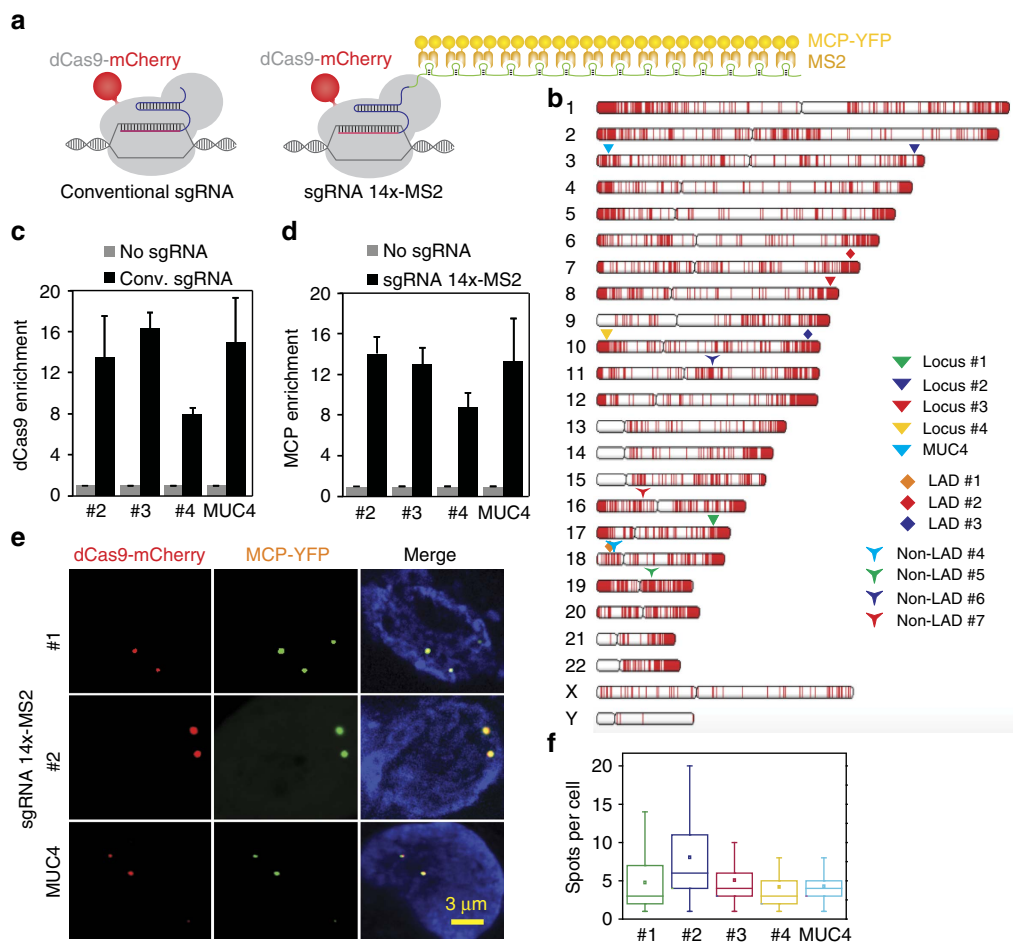 a
dCas9-mCherry
Conventional sgRNA
dCas9-mCherry
MCP-YFP
MS2
sgRNA 14x-MS2
b
1
2
3
4
5
6
7
8
9
10
11
12
13
14
15
16
17
18
19
20
21
22
X
Y
Locus #1
Locus #2
Locus #3
Locus #4
MUC4
LAD #1
LAD #2
LAD #3
Non-LAD #4
Non-LAD #5
Non-LAD #6
Non-LAD #7
c
No sgRNA
Conv. sgRNA
dCas9 enrichment
20
16
12
8
4
0
#2 #3 #4 MUC4
d
No sgRNA
sgRNA 14x-MS2
MCP enrichment
20
16
12
8
4
0
#2 #3 #4 MUC4
e
dCas9-mCherry MCP-YFP Merge
sgRNA 14x-MS2
#1
#2
MUC4
3 μm
f
Spots per cell
20
15
10
5
0
#1 #2 #3 #4 MUC4